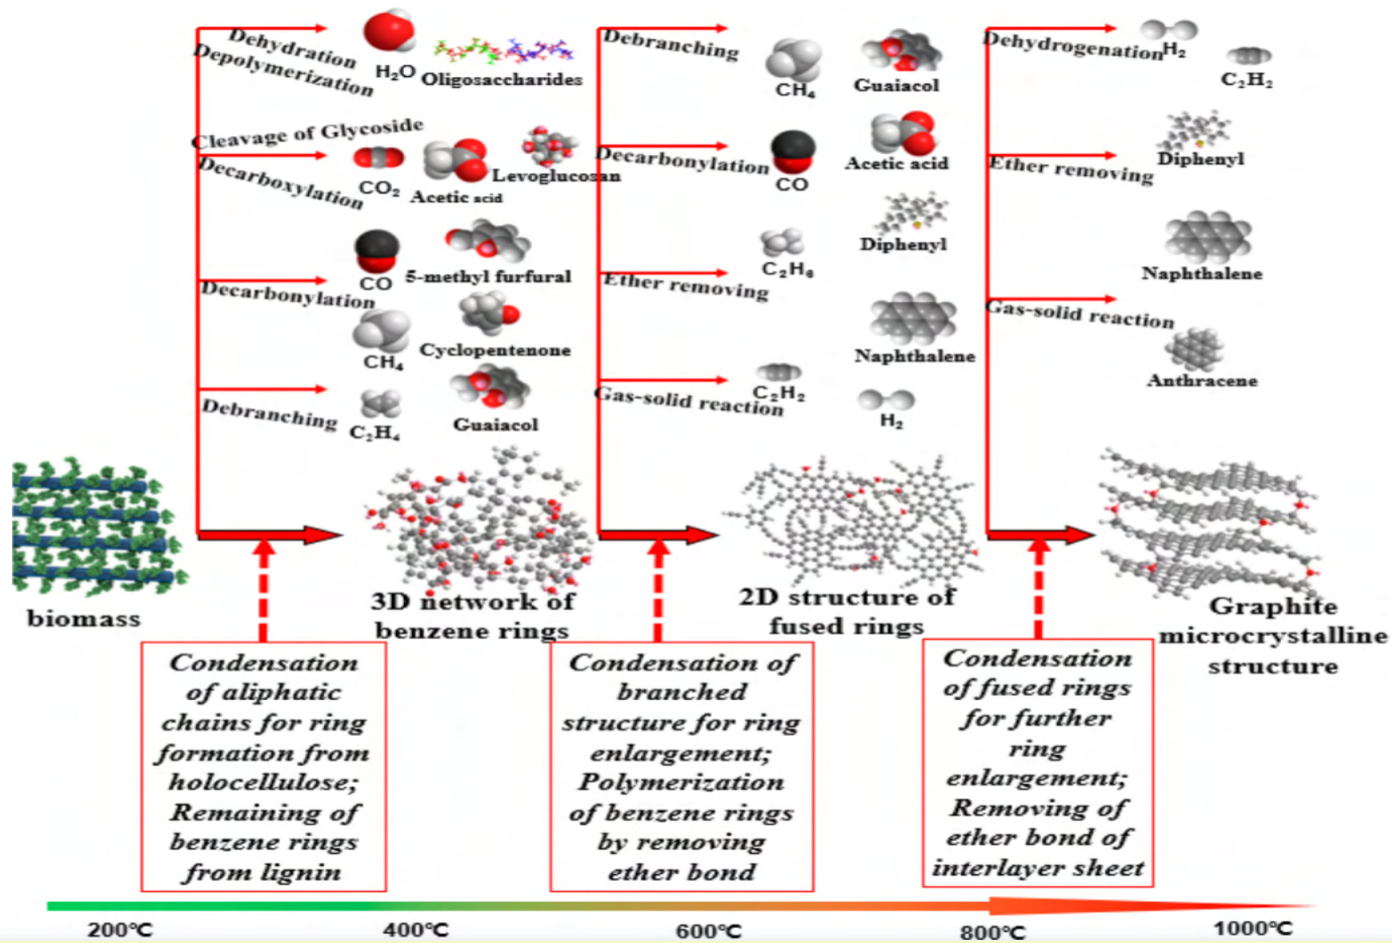 Dehydration
Depolymerization
H₂O
Oligosaccharides
Cleavage of Glycoside
Decarboxylation
CO₂
Acetic acid
Levoglucosan
Decarbonylation
CO
5-methyl furfural
CH₄
Cyclopentenone
Debranching
C₂H₄
Guaiacol
Debranching
CH₄
Guaiacol
Decarbonylation
CO
Acetic acid
Diphenyl
Ether removing
C₂H₆
Naphthalene
Gas-solid reaction
C₂H₂
H₂
Dehydrogenation
H₂
C₂H₂
Ether removing
Diphenyl
Naphthalene
Gas-solid reaction
Anthracene
biomass
3D network of
benzene rings
2D structure of
fused rings
Graphite
microcrystalline
structure
Condensation
of aliphatic
chains for ring
formation from
holocellulose;
Remaining of
benzene rings
from lignin
Condensation of
branched
structure for ring
enlargement;
Polymerization
of benzene rings
by removing
ether bond
Condensation
of fused rings
for further
ring
enlargement;
Removing of
ether bond of
interlayer sheet
200℃
400℃
600℃
800℃
1000℃